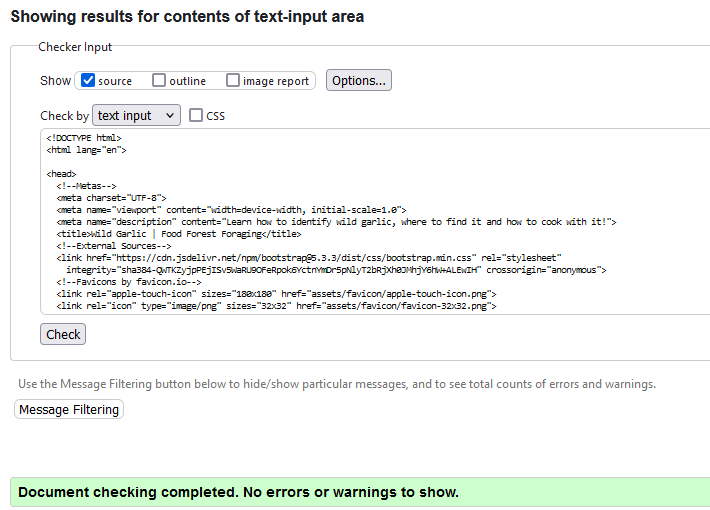 Showing results for contents of text-input area
Checker Input
Show source outline image report Options...
Check by text input CSS
<!DOCTYPE html>
<html lang="en">
<head>
<!--Metas-->
<meta charset="UTF-8">
<meta name="viewport" content="width=device-width, initial-scale=1.0">
<meta name="description" content="Learn how to identify wild garlic, where to find it and how to cook with it!">
<title>Wild Garlic | Food Forest Foraging</title>
<!--External Sources-->
<link href="https://cdn.jsdelivr.net/npm/bootstrap@5.3.3/dist/css/bootstrap.min.css" rel="stylesheet"
integrity="sha384-QWTKZyjpPEjISv5WaRU9OFeRpok6YctnYmDr5pNlyT2bRjXh0JMhjY6hW+ALEwIH" crossorigin="anonymous">
<!--Favicons by favicon.io-->
<link rel="apple-touch-icon" sizes="180x180" href="assets/favicon/apple-touch-icon.png">
<link rel="icon" type="image/png" sizes="32x32" href="assets/favicon/favicon-32x32.png">
Check
Use the Message Filtering button below to hide/show particular messages, and to see total counts of errors and warnings.
Message Filtering
Document checking completed. No errors or warnings to show.